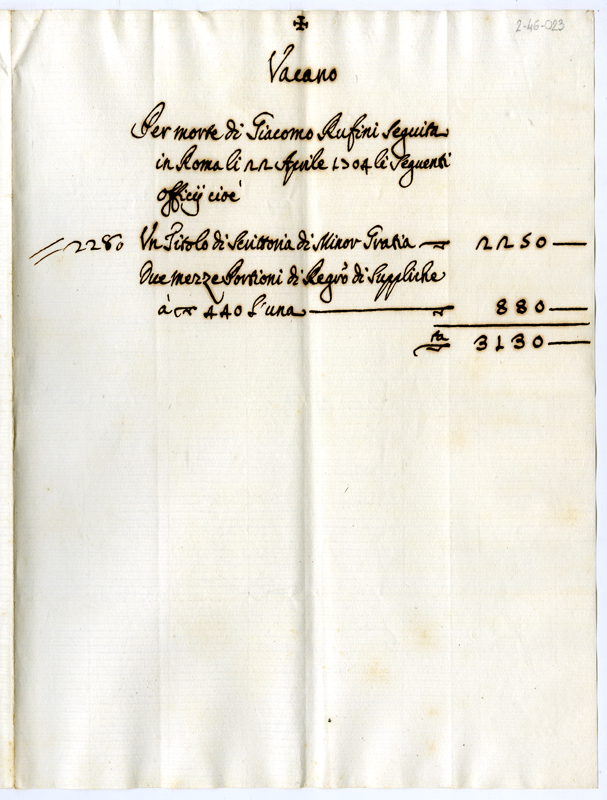 ✠
2-46-023
Vacano
Per morte di Giacomo Rufini seguita
in Roma li 22 Aprile 1704 li seguenti
officij cioè
2280 Un Titolo di Scrittoria di Minor Gratia — 2250 —
Due mezze Portioni di Regrõ di Suppliche
à 440 l'una — 880 —
3130 —